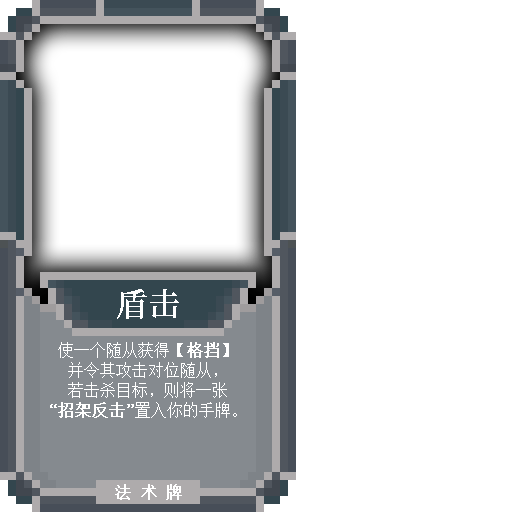 盾击
使一个随从获得【格挡】
并令其攻击对位随从，
若击杀目标，则将一张
“招架反击”置入你的手牌。
法 术 牌